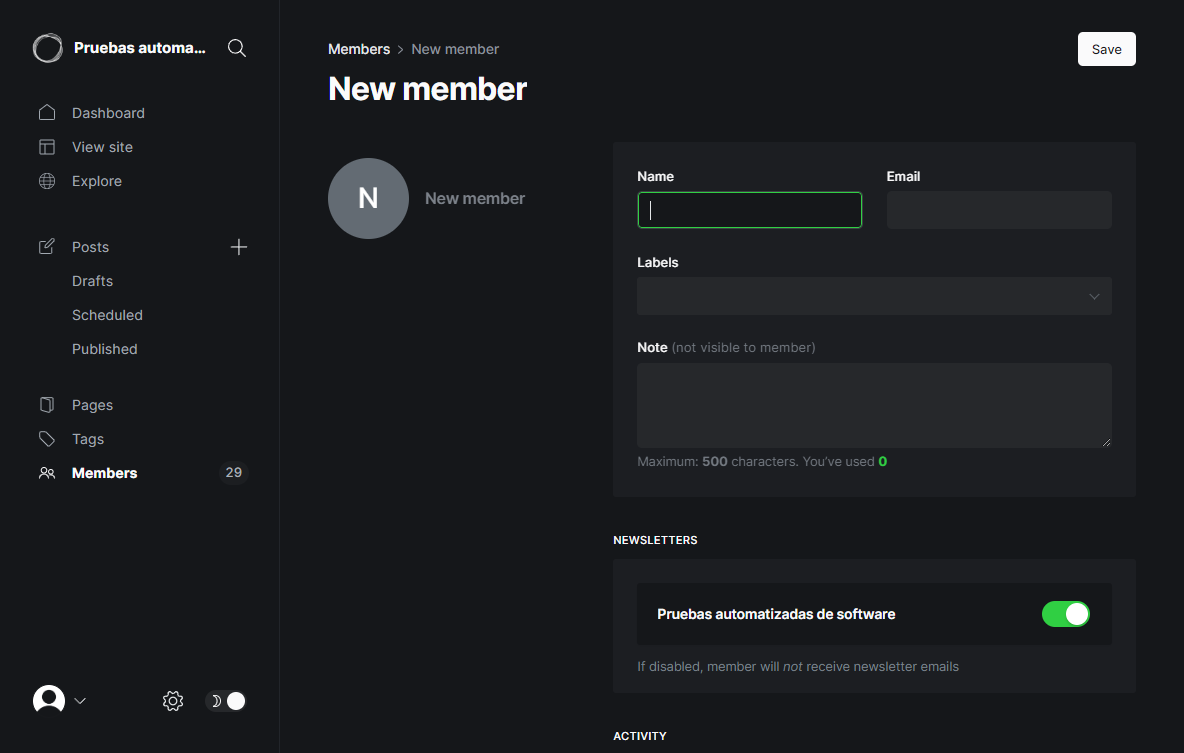 Pruebas automa...
Dashboard
View site
Explore
Posts
Drafts
Scheduled
Published
Pages
Tags
Members 29
Members > New member
New member
Save
N
New member
Name
Email
Labels
Note (not visible to member)
Maximum: 500 characters. You've used 0
NEWSLETTERS
Pruebas automatizadas de software
If disabled, member will not receive newsletter emails
ACTIVITY